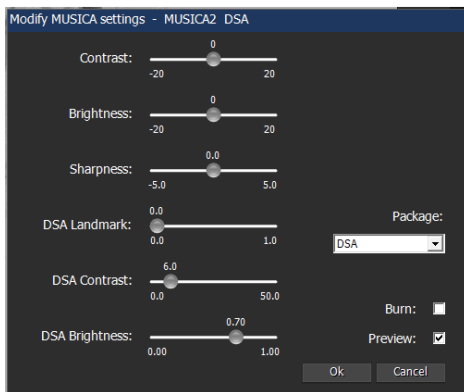 Modify MUSICA settings - MUSICA2 DSA
0
Contrast:
-20 20
0
Brightness:
-20 20
0.0
Sharpness:
-5.0 5.0
0.0
DSA Landmark:
0.0 1.0
Package:
DSA
6.0
DSA Contrast:
0.0 50.0
Burn:
0.70
DSA Brightness:
Preview:
0.00 1.00
Ok Cancel